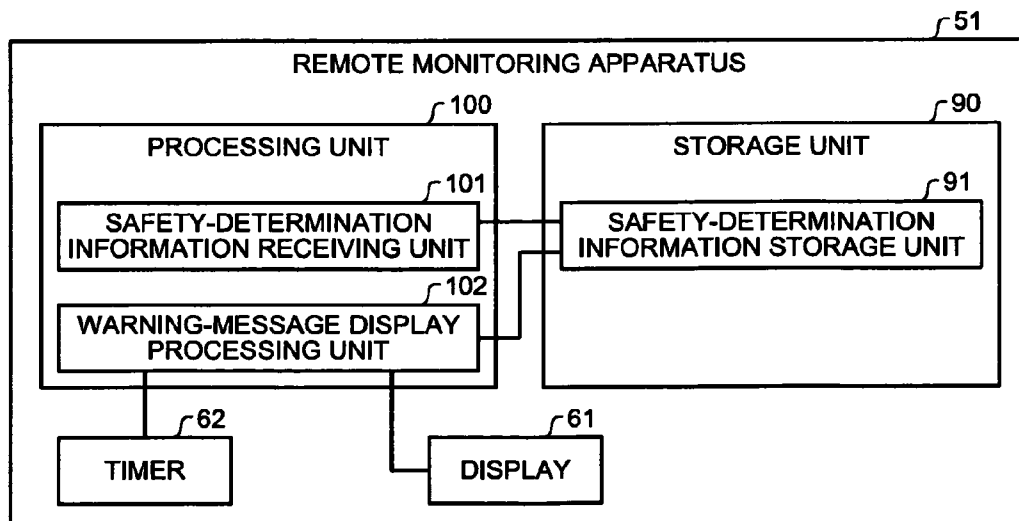 51
REMOTE MONITORING APPARATUS
100
90
PROCESSING UNIT
STORAGE UNIT
101
91
SAFETY-DETERMINATION
INFORMATION RECEIVING UNIT
SAFETY-DETERMINATION
INFORMATION STORAGE UNIT
102
WARNING-MESSAGE DISPLAY
PROCESSING UNIT
62
61
TIMER
DISPLAY